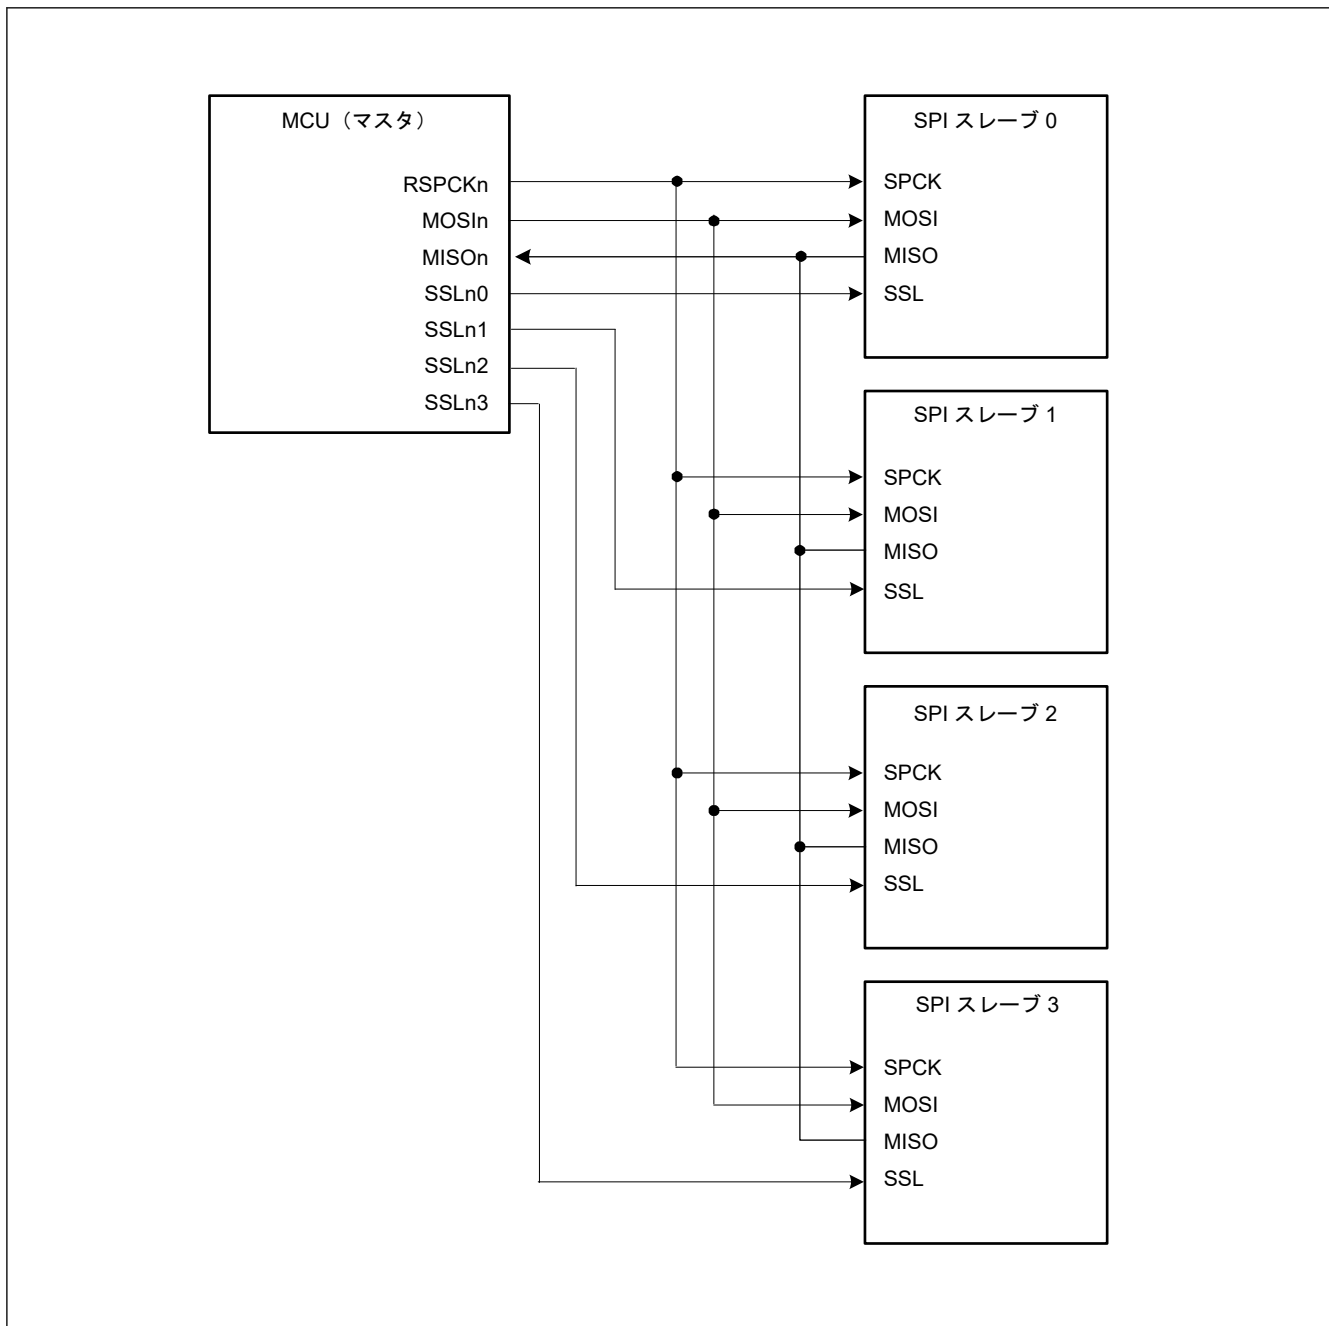 MCU（マスタ）
RSPCKn
MOSIn
MISOn
SSLn0
SSLn1
SSLn2
SSLn3
SPI スレーブ 0
SPCK
MOSI
MISO
SSL
SPI スレーブ 1
SPCK
MOSI
MISO
SSL
SPI スレーブ 2
SPCK
MOSI
MISO
SSL
SPI スレーブ 3
SPCK
MOSI
MISO
SSL